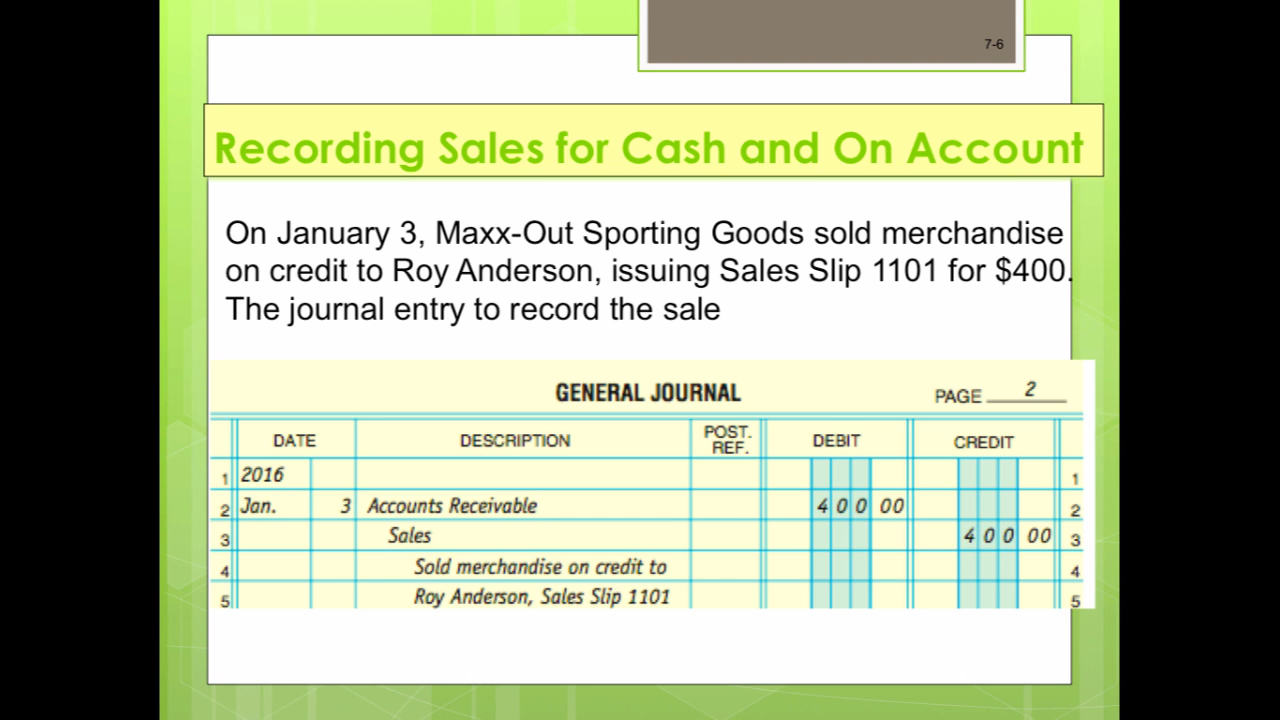 7-6
Recording Sales for Cash and On Account
On January 3, Maxx-Out Sporting Goods sold merchandise
on credit to Roy Anderson, issuing Sales Slip 1101 for $400.
The journal entry to record the sale
GENERAL JOURNAL PAGE 2
DATE DESCRIPTION POST. REF. DEBIT CREDIT
1 2016 1
2 Jan. 3 Accounts Receivable 400 00 2
3 Sales 400 00 3
4 Sold merchandise on credit to 4
5 Roy Anderson, Sales Slip 1101 5